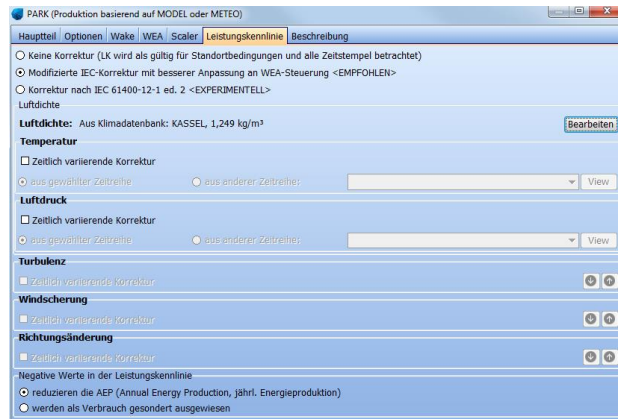 PARK (Produktion basierend auf MODEL oder METEO)
Hauptteil Optionen Wake WEA Scaler Leistungskennlinie Beschreibung
Keine Korrektur (LK wird als gültig für Standortbedingungen und alle Zeitstempel betrachtet)
Modifizierte IEC-Korrektur mit besserer Anpassung an WEA-Steuerung <EMPFOHLEN>
Korrektur nach IEC 61400-12-1 ed. 2 <EXPERIMENTELL>
Luftdichte
Luftdichte: Aus Klimadatenbank: KASSEL, 1,249 kg/m³ Bearbeiten
Temperatur
Zeitlich variierende Korrektur
aus gewählter Zeitreihe aus anderer Zeitreihe: View
Luftdruck
Zeitlich variierende Korrektur
aus gewählter Zeitreihe aus anderer Zeitreihe: View
Turbulenz
Zeitlich variierende Korrektur
Windscherung
Zeitlich variierende Korrektur
Richtungsänderung
Zeitlich variierende Korrektur
Negative Werte in der Leistungskennlinie
reduzieren die AEP (Annual Energy Production, jährl. Energieproduktion)
werden als Verbrauch gesondert ausgewiesen